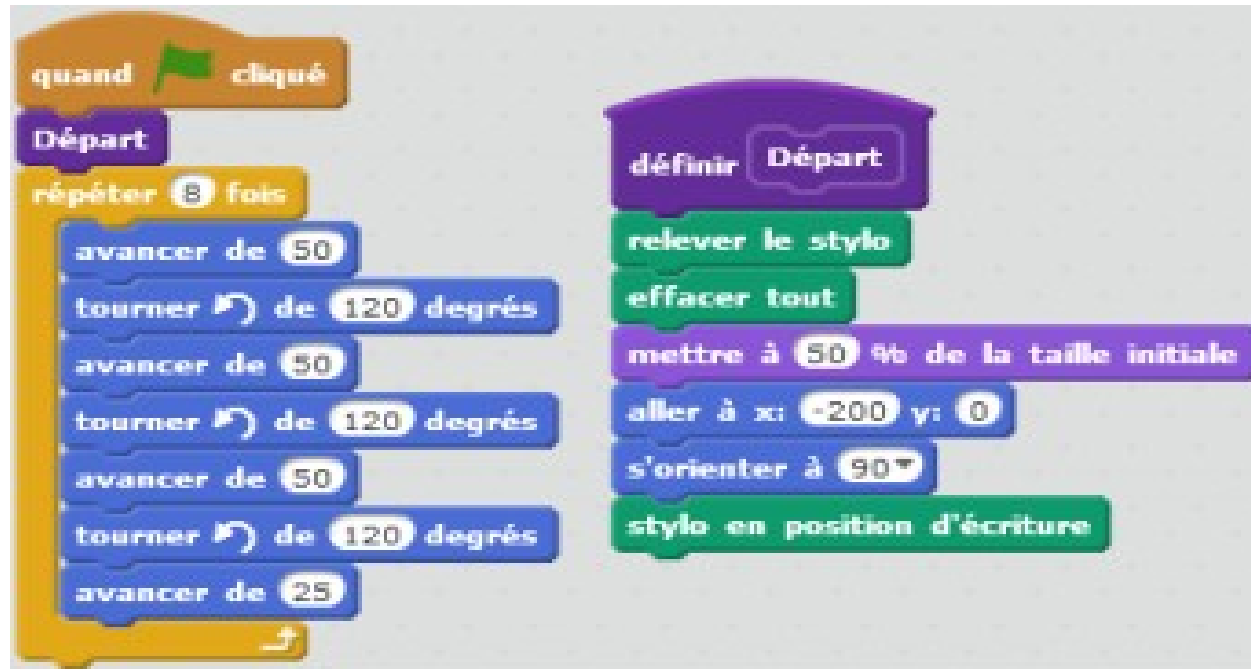 quand cliqué
Départ
répéter 8 fois
avancer de 50
tourner de 120 degrés
avancer de 50
tourner de 120 degrés
avancer de 50
tourner de 120 degrés
avancer de 25
définir Départ
relever le stylo
effacer tout
mettre à 50 % de la taille initiale
aller à x: -200 y: 0
s'orienter à 90
stylo en position d'écriture